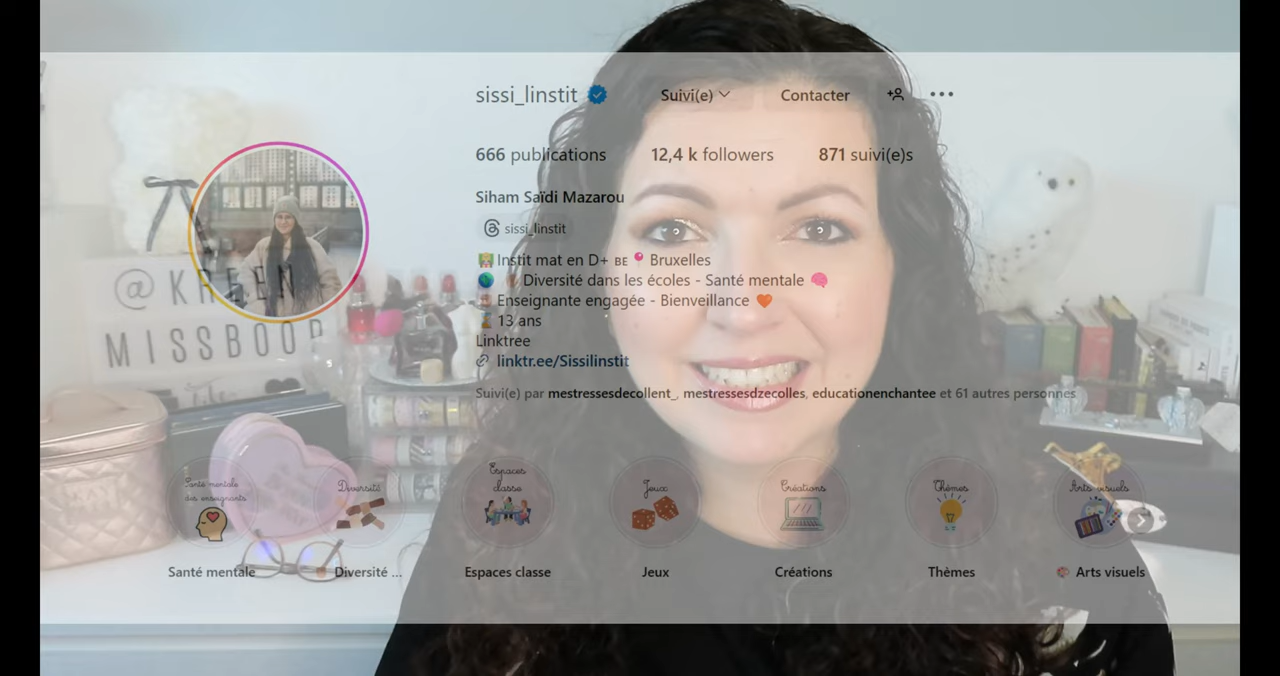 sissi_linstit Suivi(e) Contacter
666 publications 12,4 k followers 871 suivi(e)s
Siham Saïdi Mazarou
sissi_linstit
Instit mat en D+ BE Bruxelles
Diversité dans les écoles - Santé mentale
Enseignante engagée - Bienveillance
13 ans
Linktree
linktr.ee/Sissilinstit
Suivi(e) par mestressesdecollent_, mestressesdzecolles, educationenchantee et 61 autres personnes
@KREEN
MISSBOOP
Santé mentale
des enseignants
Diversité
Espaces
classe
Jeux
Créations
Thèmes
Arts visuels
Santé mentale Diversité ... Espaces classe Jeux Créations Thèmes Arts visuels